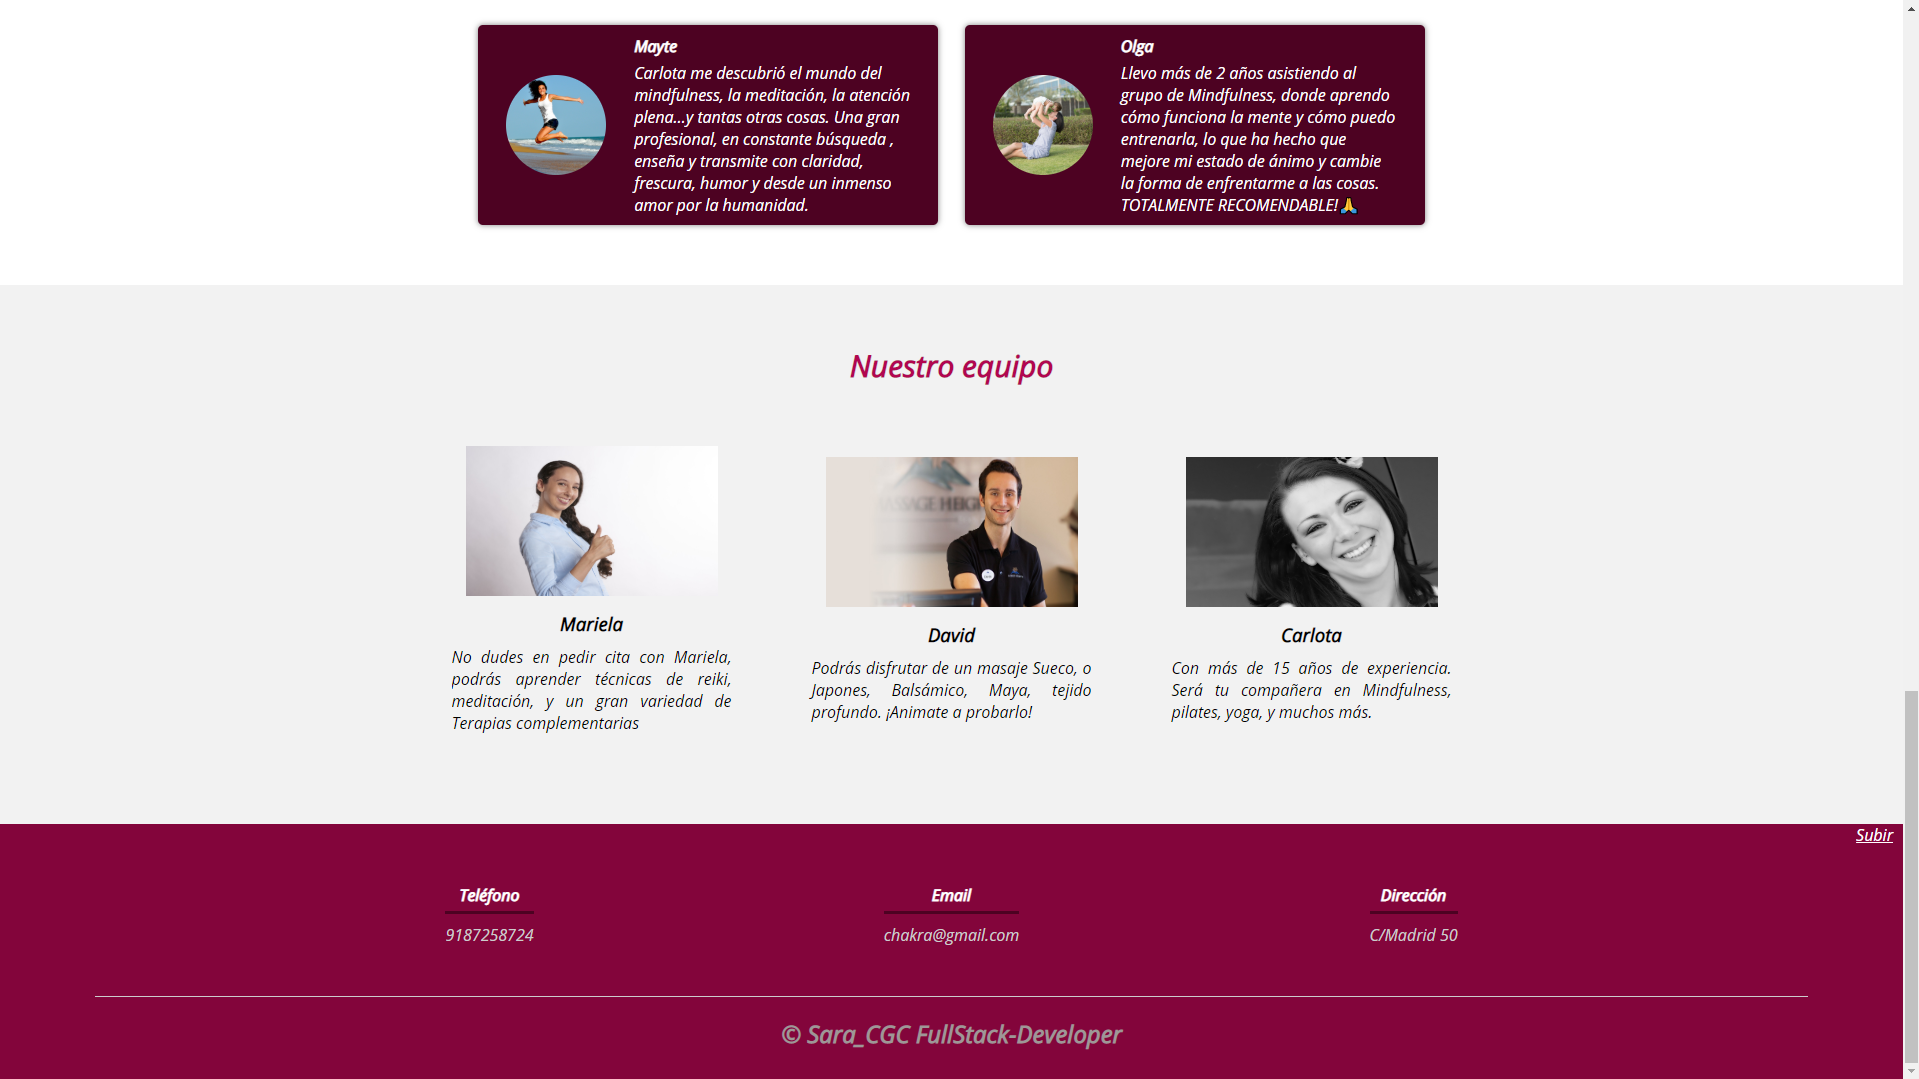 Mayte
Carlota me descubrió el mundo del
mindfulness, la meditación, la atención
plena...y tantas otras cosas. Una gran
profesional, en constante búsqueda ,
enseña y transmite con claridad,
frescura, humor y desde un inmenso
amor por la humanidad.
Olga
Llevo más de 2 años asistiendo al
grupo de Mindfulness, donde aprendo
cómo funciona la mente y cómo puedo
entrenarla, lo que ha hecho que
mejore mi estado de ánimo y cambie
la forma de enfrentarme a las cosas.
TOTALMENTE RECOMENDABLE!🙏
Nuestro equipo
Mariela
No dudes en pedir cita con Mariela,
podrás aprender técnicas de reiki,
meditación, y un gran variedad de
Terapias complementarias
David
Podrás disfrutar de un masaje Sueco, o
Japones, Balsámico, Maya, tejido
profundo. ¡Animate a probarlo!
Carlota
Con más de 15 años de experiencia.
Será tu compañera en Mindfulness,
pilates, yoga, y muchos más.
Subir
Teléfono
9187258724
Email
chakra@gmail.com
Dirección
C/Madrid 50
© Sara_CGC FullStack-Developer